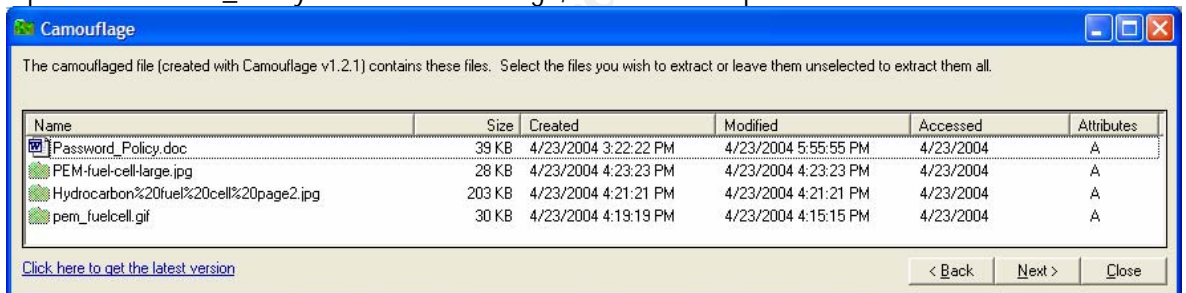 Camouflage
The camouflaged file (created with Camouflage v1.2.1) contains these files. Select the files you wish to extract or leave them unselected to extract them all.
Name Size Created Modified Accessed Attributes
Password_Policy.doc 39 KB 4/23/2004 3:22:22 PM 4/23/2004 5:55:55 PM 4/23/2004 A
PEM-fuel-cell-large.jpg 28 KB 4/23/2004 4:23:23 PM 4/23/2004 4:23:23 PM 4/23/2004 A
Hydrocarbon%20fuel%20cell%20page2.jpg 203 KB 4/23/2004 4:21:21 PM 4/23/2004 4:21:21 PM 4/23/2004 A
pem_fuelcell.gif 30 KB 4/23/2004 4:19:19 PM 4/23/2004 4:15:15 PM 4/23/2004 A
Click here to get the latest version
< Back Next > Close